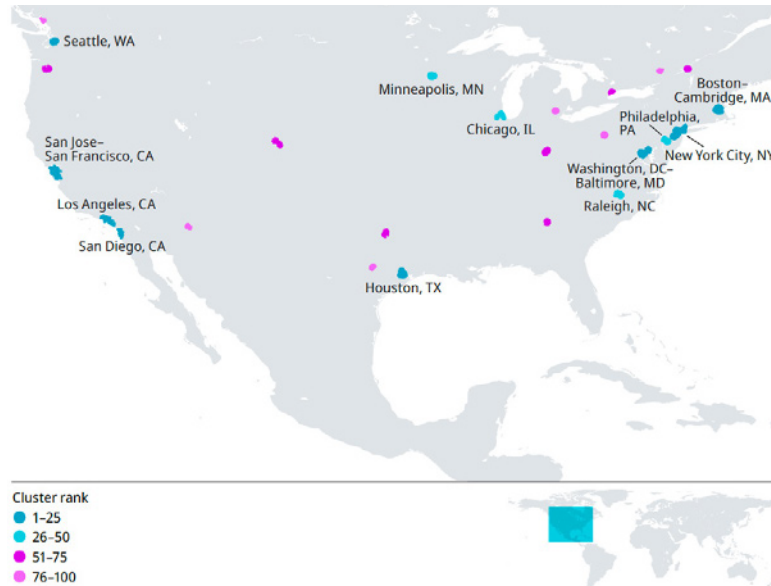 Seattle, WA
Minneapolis, MN
Boston–
Cambridge, MA
Philadelphia,
PA
Chicago, IL
San Jose–
San Francisco, CA
New York City, NY
Washington, DC–
Baltimore, MD
Los Angeles, CA
Raleigh, NC
San Diego, CA
Houston, TX
Cluster rank
1–25
26–50
51–75
76–100